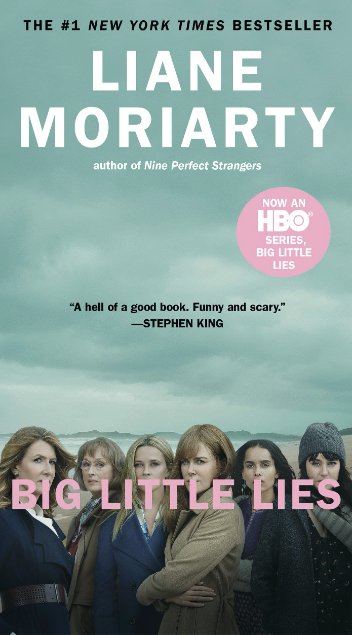 THE #1 NEW YORK TIMES BESTSELLER
LIANE
MORIARTY
author of Nine Perfect Strangers
NOW AN
HBO®
SERIES,
BIG LITTLE
LIES
“A hell of a good book. Funny and scary.”
—STEPHEN KING
BIG LITTLE LIES